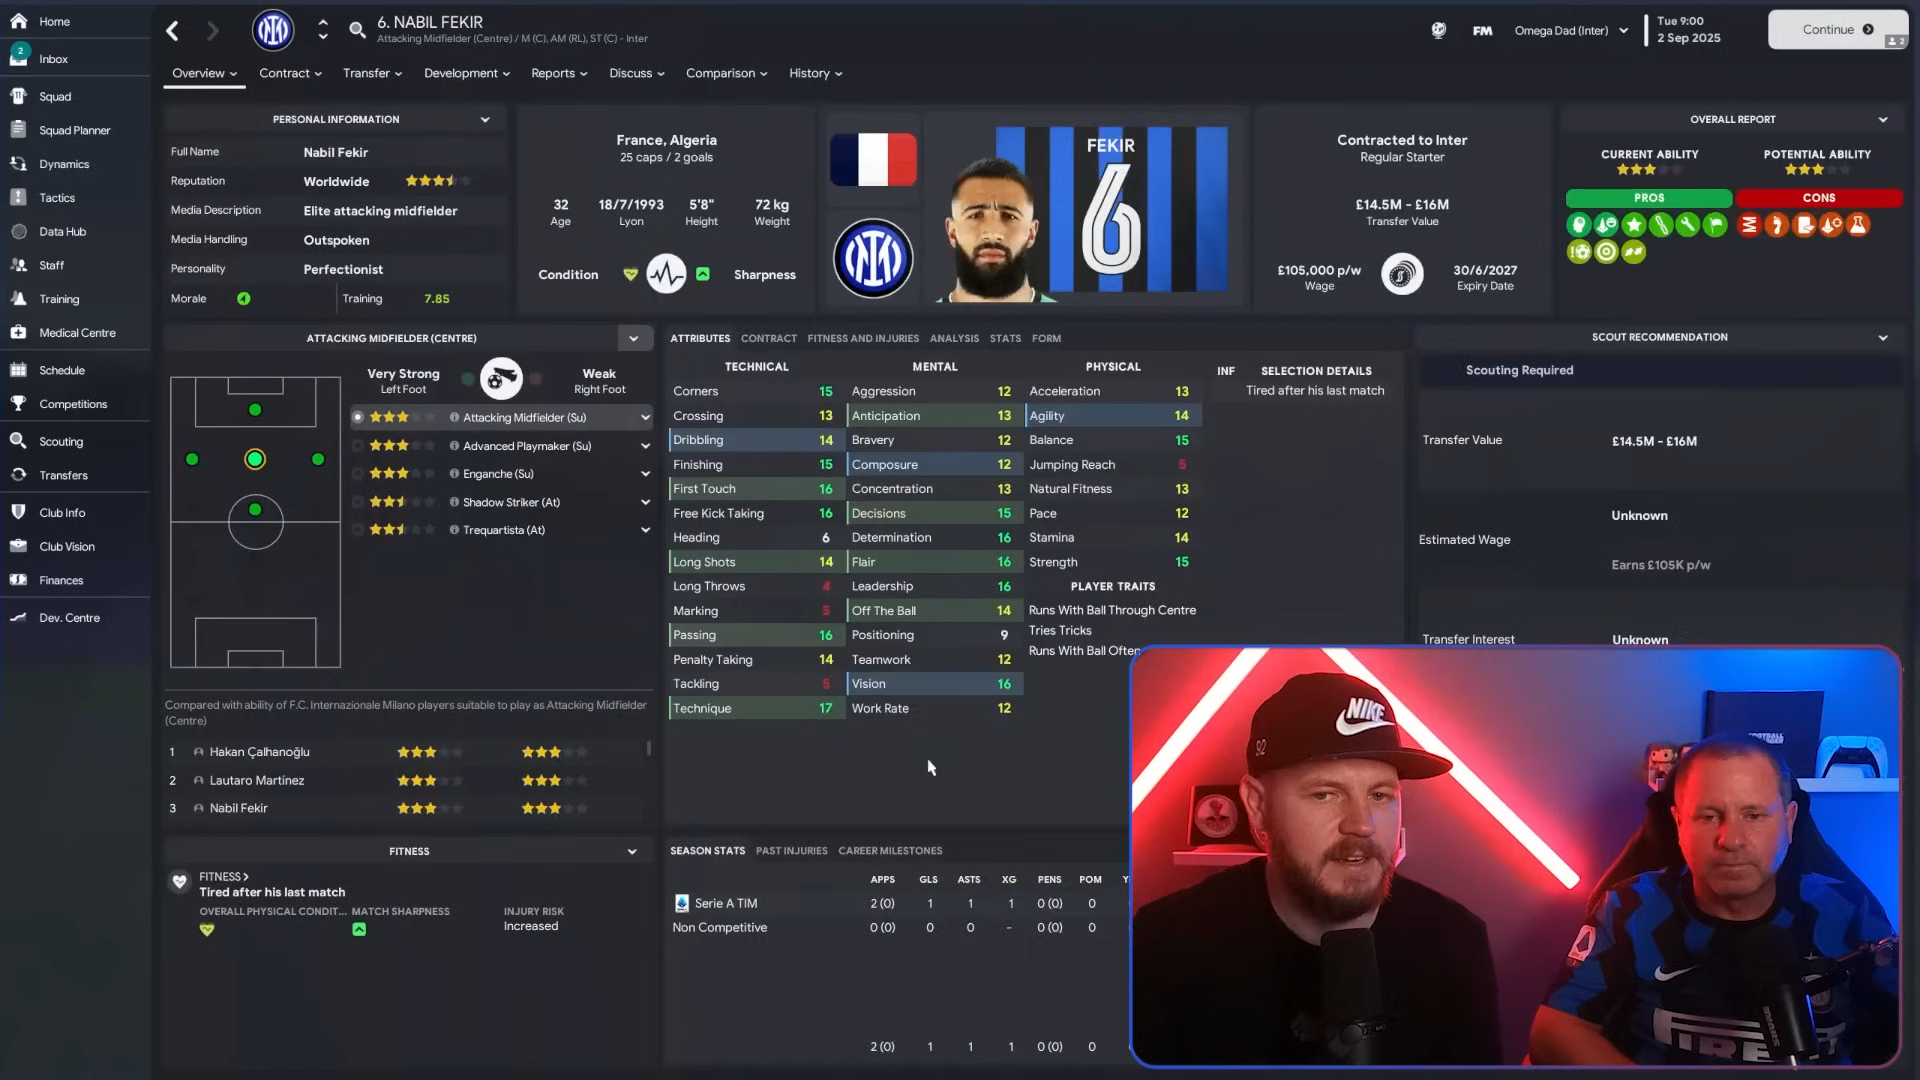 Home
2
Inbox
Squad
Squad Planner
Dynamics
Tactics
Data Hub
Staff
Training
Medical Centre
Schedule
Competitions
Scouting
Transfers
Club Info
Club Vision
Finances
Dev. Centre
6. NABIL FEKIR
Attacking Midfielder (Centre) / M (C), AM (RL), ST (C) - Inter
FM
Omega Dad (Inter)
Tue 9:00
2 Sep 2025
Continue
2
Overview Contract Transfer Development Reports Discuss Comparison History
PERSONAL INFORMATION
Full Name Nabil Fekir
Reputation Worldwide
Media Description Elite attacking midfielder
Media Handling Outspoken
Personality Perfectionist
Morale Training 7.85
France, Algeria
25 caps / 2 goals
32 18/7/1993 5'8" 72 kg
Age Lyon Height Weight
Condition Sharpness
FEKIR
6
Contracted to Inter
Regular Starter
£14.5M - £16M
Transfer Value
£105,000 p/w 30/6/2027
Wage Expiry Date
OVERALL REPORT
CURRENT ABILITY POTENTIAL ABILITY
PROS CONS
ATTACKING MIDFIELDER (CENTRE)
Very Strong Weak
Left Foot Right Foot
Attacking Midfielder (Su)
Advanced Playmaker (Su)
Enganche (Su)
Shadow Striker (At)
Trequartista (At)
Compared with ability of F.C. Internazionale Milano players suitable to play as Attacking Midfielder
(Centre)
1 Hakan Çalhanoğlu
2 Lautaro Martínez
3 Nabil Fekir
FITNESS
FITNESS >
Tired after his last match
OVERALL PHYSICAL CONDIT... MATCH SHARPNESS INJURY RISK
Increased
ATTRIBUTES CONTRACT FITNESS AND INJURIES ANALYSIS STATS FORM
TECHNICAL MENTAL PHYSICAL
Corners 15 Aggression 12 Acceleration 13
Crossing 13 Anticipation 13 Agility 14
Dribbling 14 Bravery 12 Balance 15
Finishing 15 Composure 12 Jumping Reach 5
First Touch 16 Concentration 13 Natural Fitness 13
Free Kick Taking 16 Decisions 15 Pace 12
Heading 6 Determination 16 Stamina 14
Long Shots 14 Flair 16 Strength 15
Long Throws 4 Leadership 16 PLAYER TRAITS
Marking 5 Off The Ball 14 Runs With Ball Through Centre
Passing 16 Positioning 9 Tries Tricks
Penalty Taking 14 Teamwork 12 Runs With Ball Often
Tackling 5 Vision 16
Technique 17 Work Rate 12
INF SELECTION DETAILS
Tired after his last match
SCOUT RECOMMENDATION
Scouting Required
Transfer Value £14.5M - £16M
Unknown
Estimated Wage
Earns £105K p/w
Transfer Interest Unknown
SEASON STATS PAST INJURIES CAREER MILESTONES
APPS GLS ASTS XG PENS POM
Serie A TIM 2 (0) 1 1 1 0 (0) 0
Non Competitive 0 (0) 0 0 - 0 (0) 0
2 (0) 1 1 1 0 (0) 0
NIKE